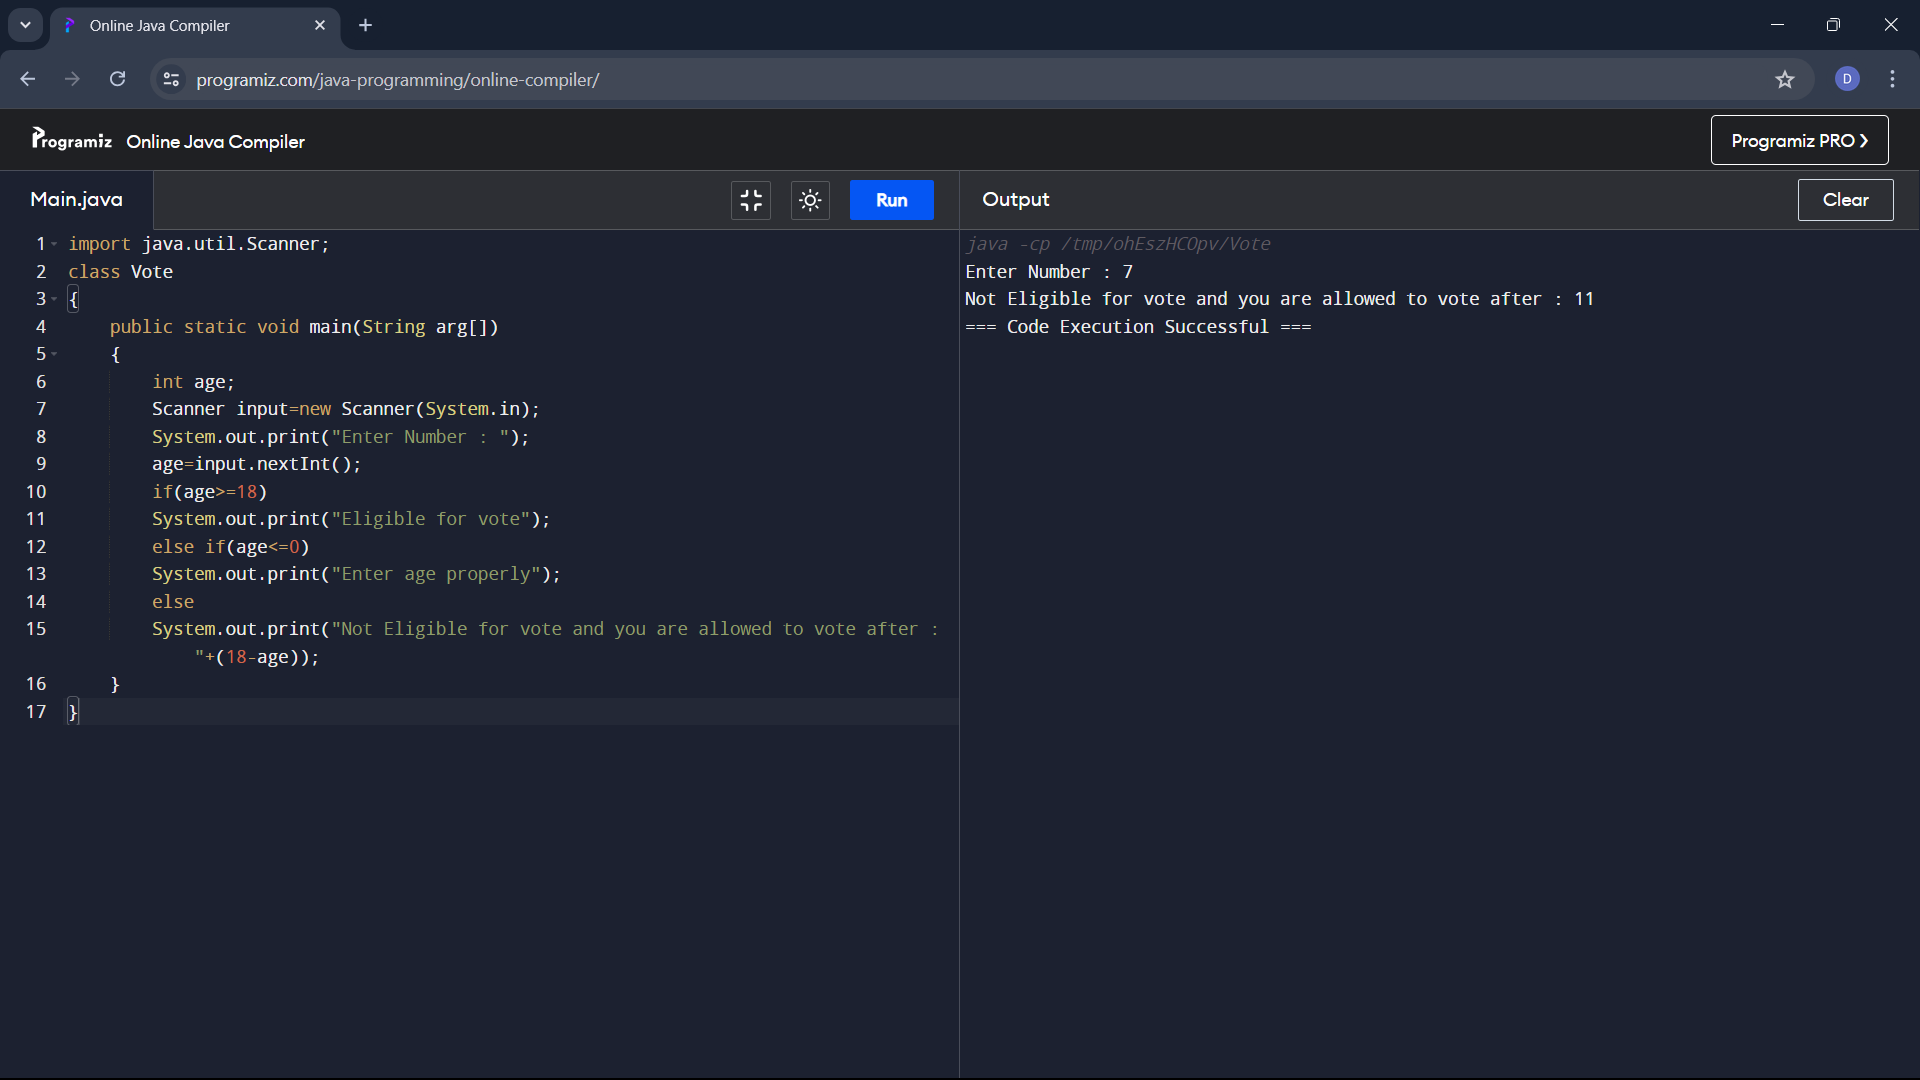 Online Java Compiler
programiz.com/java-programming/online-compiler/
D
Programiz Online Java Compiler
Programiz PRO ❯
Main.java
Run
Output
Clear
1 import java.util.Scanner;
2 class Vote
3 {
4 public static void main(String arg[])
5 {
6 int age;
7 Scanner input=new Scanner(System.in);
8 System.out.print("Enter Number : ");
9 age=input.nextInt();
10 if(age>=18)
11 System.out.print("Eligible for vote");
12 else if(age<=0)
13 System.out.print("Enter age properly");
14 else
15 System.out.print("Not Eligible for vote and you are allowed to vote after :
"+(18-age));
16 }
17 }
java -cp /tmp/ohEszHCOpv/Vote
Enter Number : 7
Not Eligible for vote and you are allowed to vote after : 11
=== Code Execution Successful ===